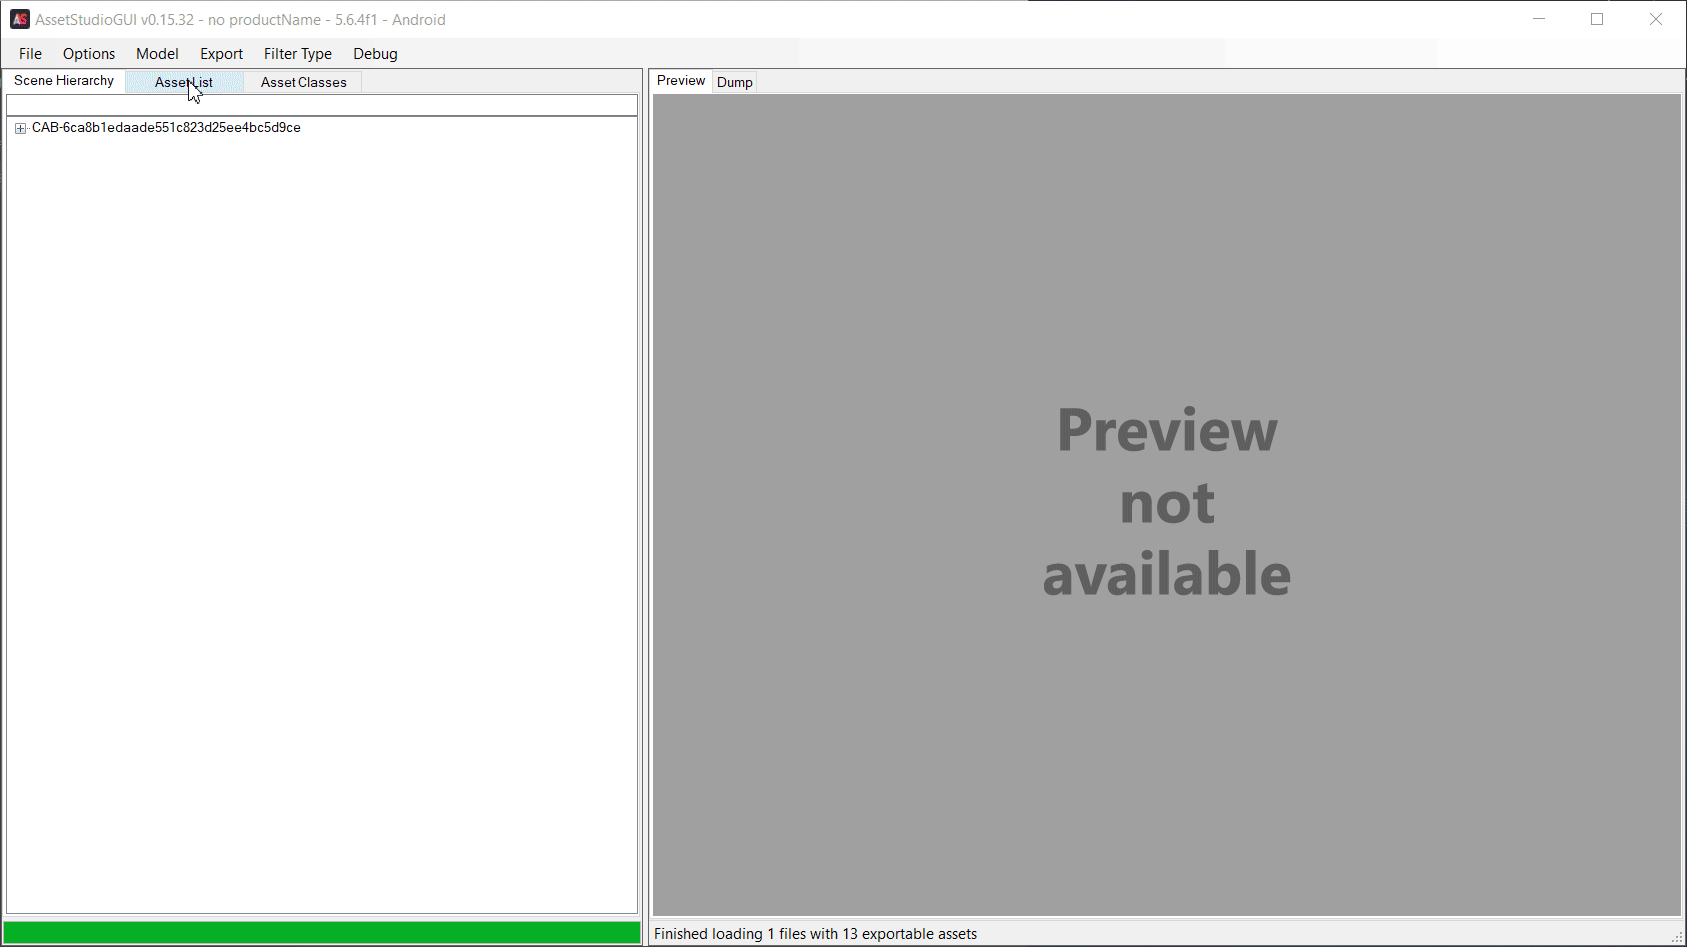 AS AssetStudioGUI v0.15.32 - no productName - 5.6.4f1 - Android
File Options Model Export Filter Type Debug
Scene Hierarchy Asset List Asset Classes
Preview Dump
CAB-6ca8b1edaade551c823d25ee4bc5d9ce
Preview
not
available
Finished loading 1 files with 13 exportable assets